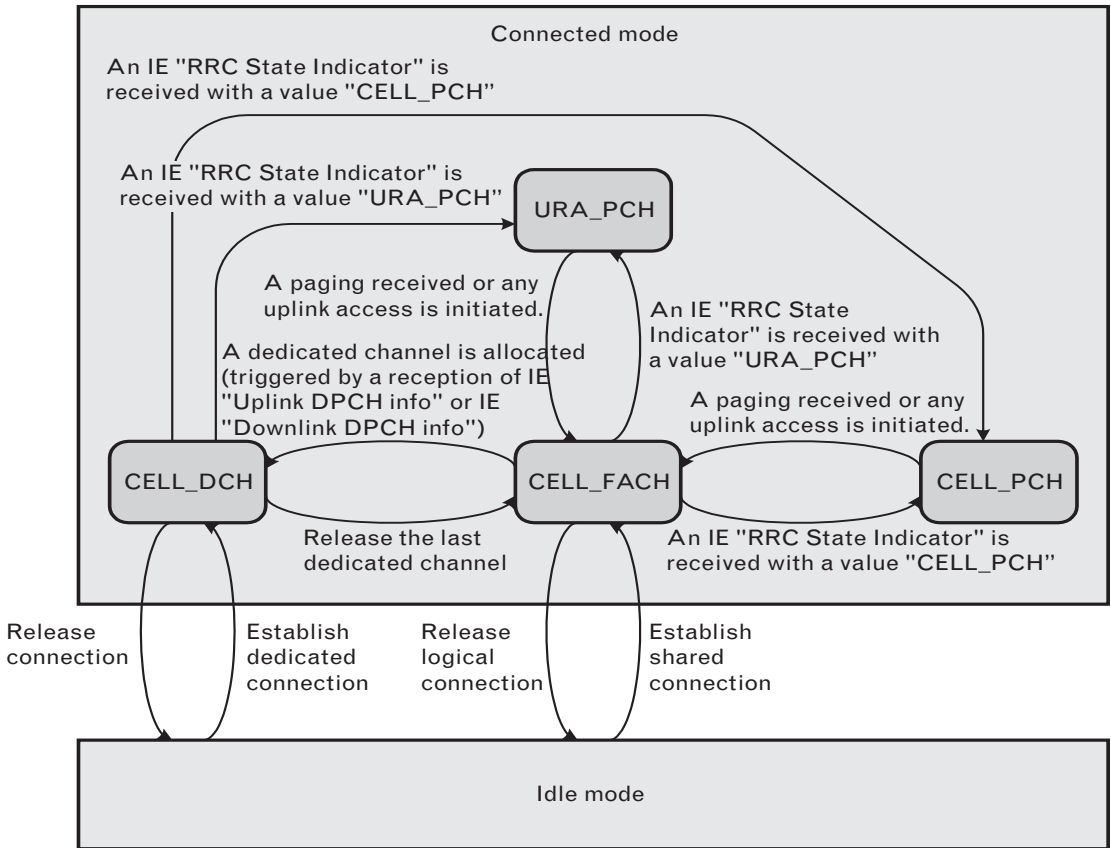 Connected mode
An IE "RRC State Indicator" is
received with a value "CELL_PCH"
An IE "RRC State Indicator" is
received with a value "URA_PCH"
URA_PCH
A paging received or any
uplink access is initiated.
An IE "RRC State
Indicator" is received with
a value "URA_PCH"
A dedicated channel is allocated
(triggered by a reception of IE
"Uplink DPCH info" or IE
"Downlink DPCH info")
A paging received or any
uplink access is initiated.
CELL_DCH
CELL_FACH
CELL_PCH
Release the last
dedicated channel
An IE "RRC State Indicator" is
received with a value "CELL_PCH"
Release
connection
Establish
dedicated
connection
Release
logical
connection
Establish
shared
connection
Idle mode